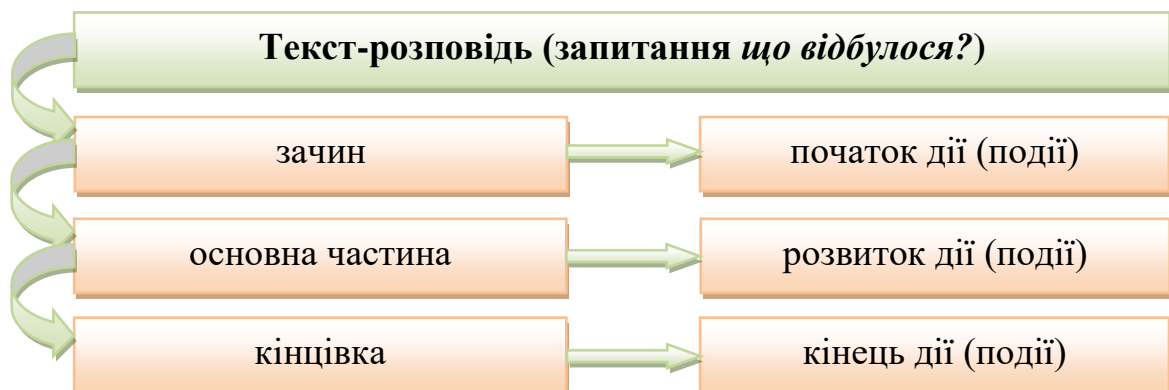 Текст-розповідь (запитання що відбулося?)
зачин
початок дії (події)
основна частина
розвиток дії (події)
кінцівка
кінець дії (події)